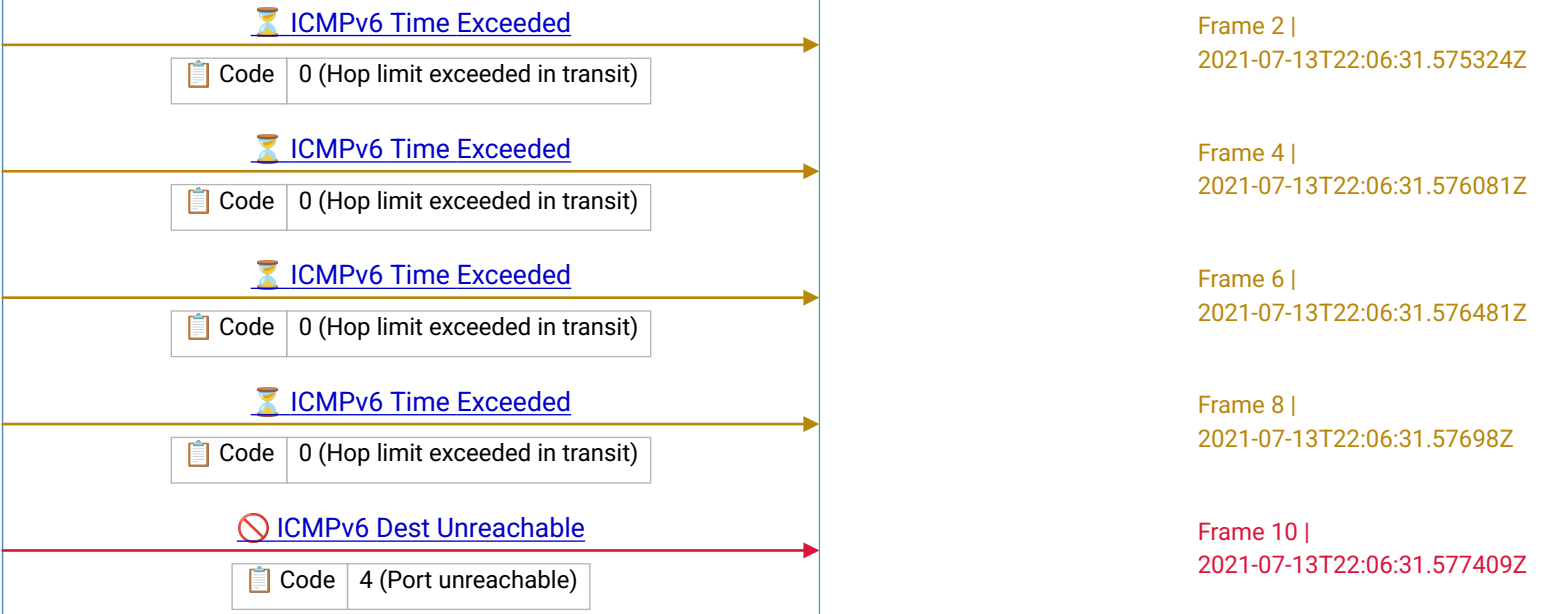 ⏳ ICMPv6 Time Exceeded
Frame 2 |
2021-07-13T22:06:31.575324Z
📋 Code 0 (Hop limit exceeded in transit)
⏳ ICMPv6 Time Exceeded
Frame 4 |
2021-07-13T22:06:31.576081Z
📋 Code 0 (Hop limit exceeded in transit)
⏳ ICMPv6 Time Exceeded
Frame 6 |
2021-07-13T22:06:31.576481Z
📋 Code 0 (Hop limit exceeded in transit)
⏳ ICMPv6 Time Exceeded
Frame 8 |
2021-07-13T22:06:31.57698Z
📋 Code 0 (Hop limit exceeded in transit)
🚫 ICMPv6 Dest Unreachable
Frame 10 |
2021-07-13T22:06:31.577409Z
📋 Code 4 (Port unreachable)